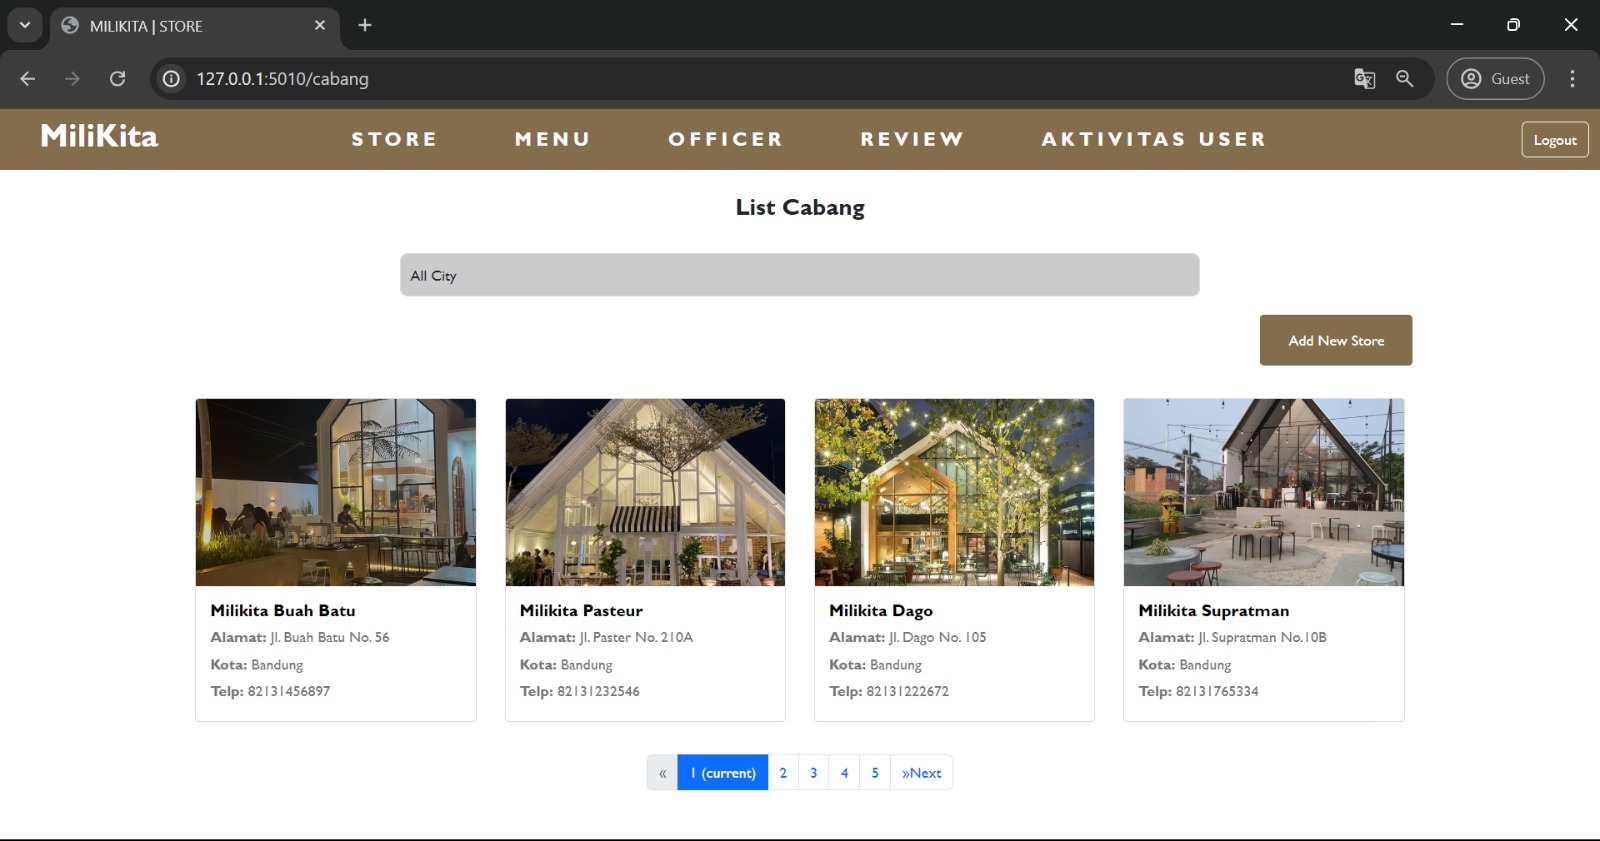 MILIKITA | STORE
127.0.0.1:5010/cabang
Guest
MiliKita
STORE
MENU
OFFICER
REVIEW
AKTIVITAS USER
Logout
List Cabang
All City
Add New Store
Milikita Buah Batu
Alamat: Jl. Buah Batu No. 56
Kota: Bandung
Telp: 82131456897
Milikita Pasteur
Alamat: Jl. Paster No. 210A
Kota: Bandung
Telp: 82131232546
Milikita Dago
Alamat: Jl. Dago No. 105
Kota: Bandung
Telp: 82131222672
Milikita Supratman
Alamat: Jl. Supratman No.10B
Kota: Bandung
Telp: 82131765334
« 1 (current) 2 3 4 5 »Next